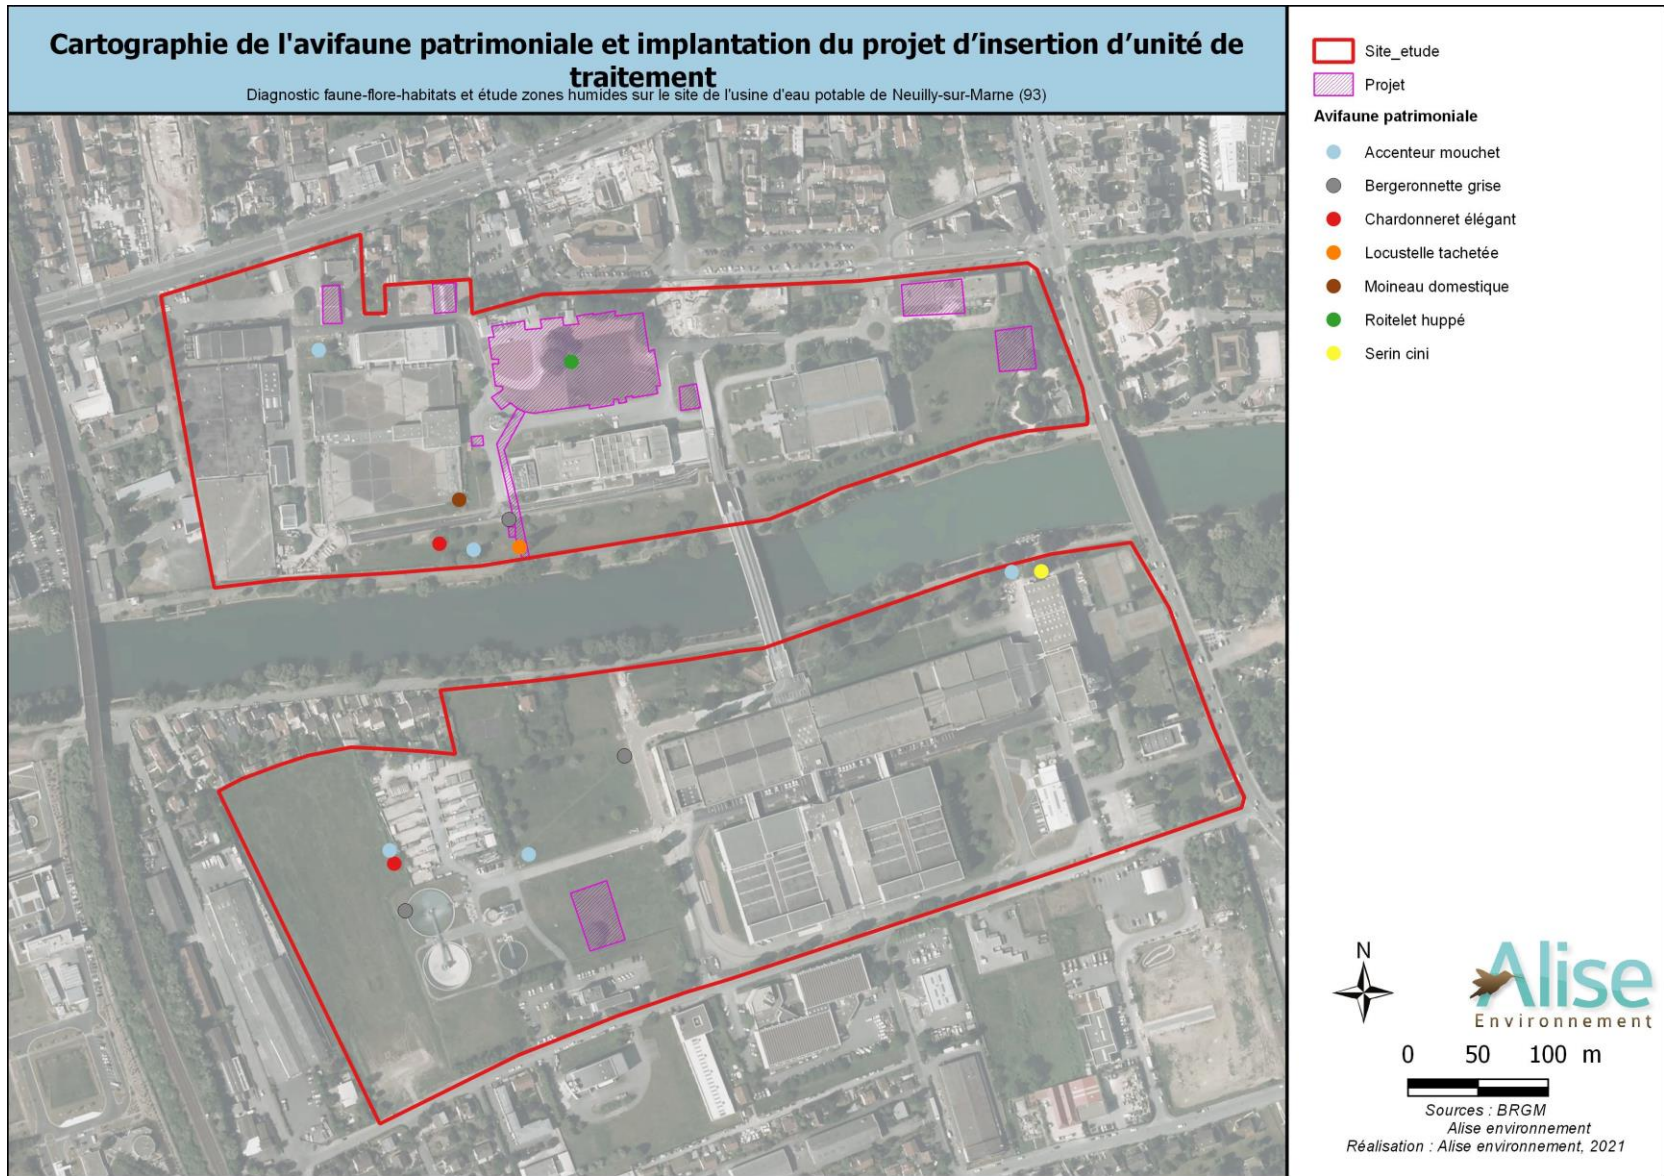 Cartographie de l'avifaune patrimoniale et implantation du projet d’insertion d’unité de
traitement
Diagnostic faune-flore-habitats et étude zones humides sur le site de l'usine d'eau potable de Neuilly-sur-Marne (93)
Site_etude
Projet
Avifaune patrimoniale
Accenteur mouchet
Bergeronnette grise
Chardonneret élégant
Locustelle tachetée
Moineau domestique
Roitelet huppé
Serin cini
N
Alise
Environnement
0 50 100 m
Sources : BRGM
Alise environnement
Réalisation : Alise environnement, 2021